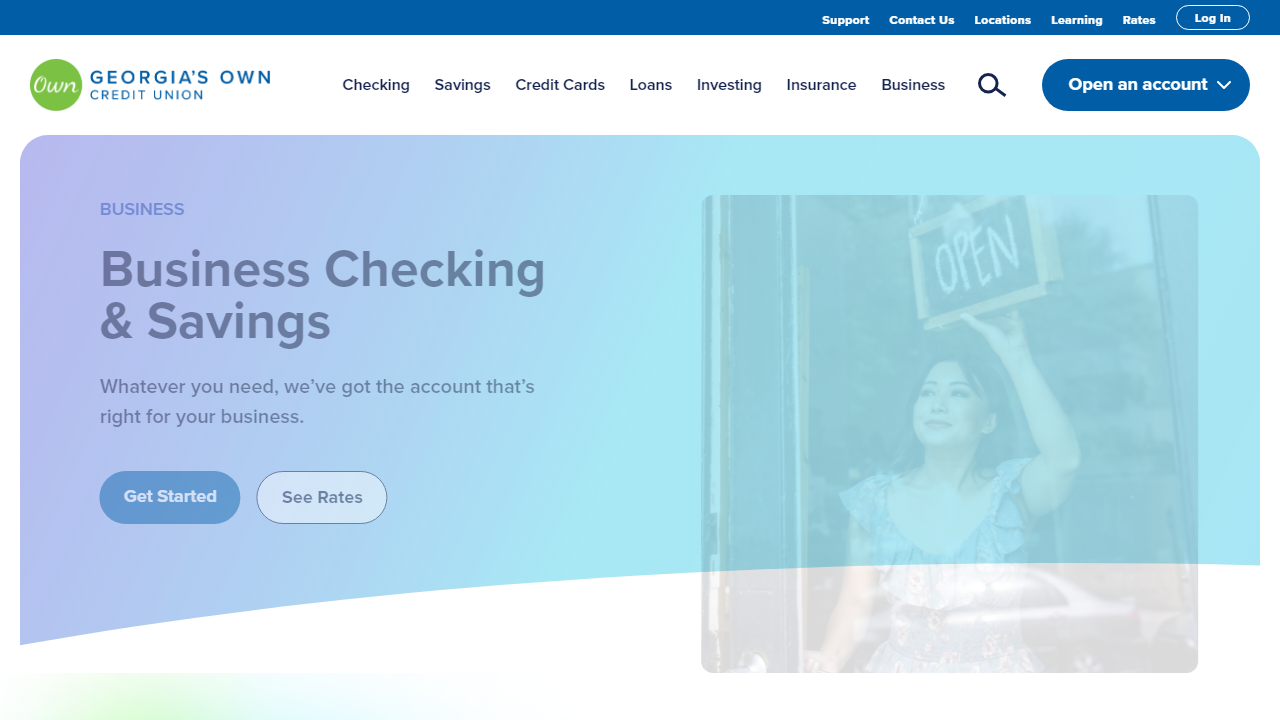 Support Contact Us Locations Learning Rates Log In
Own GEORGIA'S OWN
CREDIT UNION
Checking Savings Credit Cards Loans Investing Insurance Business Open an account
BUSINESS
Business Checking
& Savings
Whatever you need, we’ve got the account that’s
right for your business.
Get Started See Rates
OPEN